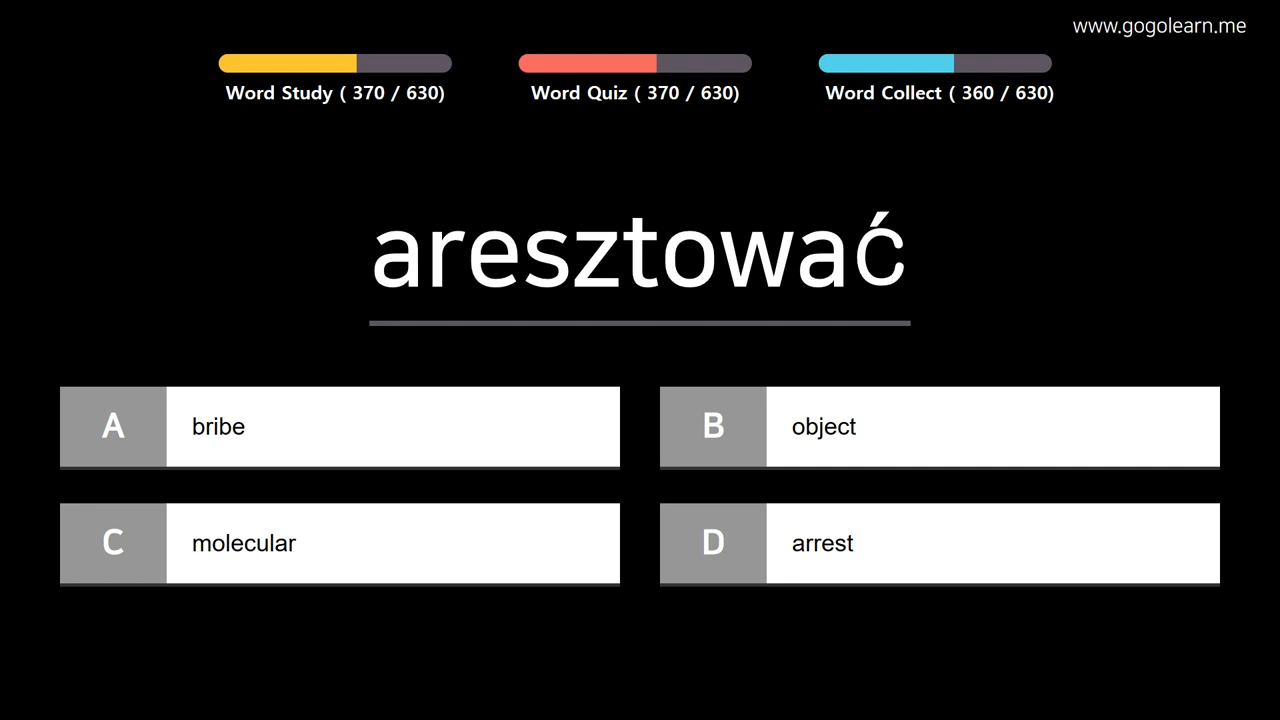 www.gogolearn.me
Word Study ( 370 / 630)
Word Quiz ( 370 / 630)
Word Collect ( 360 / 630)
aresztować
A bribe
B object
C molecular
D arrest